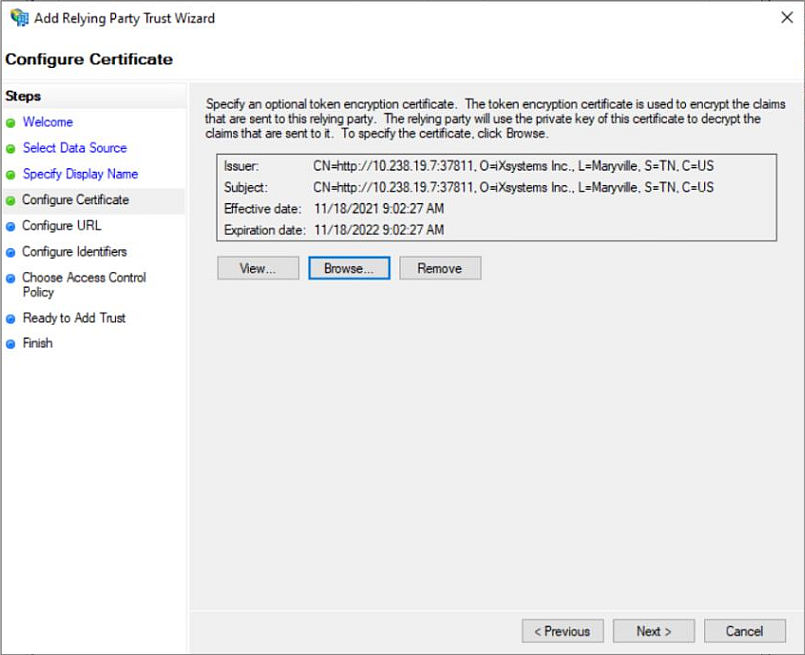 Add Relying Party Trust Wizard
Configure Certificate
Steps
Welcome
Select Data Source
Specify Display Name
Configure Certificate
Configure URL
Configure Identifiers
Choose Access Control
Policy
Ready to Add Trust
Finish
Specify an optional token encryption certificate. The token encryption certificate is used to encrypt the claims
that are sent to this relying party. The relying party will use the private key of this certificate to decrypt the
claims that are sent to it. To specify the certificate, click Browse.
Issuer: CN=http://10.238.19.7:37811, O=iXsystems Inc., L=Maryville, S=TN, C=US
Subject: CN=http://10.238.19.7:37811, O=iXsystems Inc., L=Maryville, S=TN, C=US
Effective date: 11/18/2021 9:02:27 AM
Expiration date: 11/18/2022 9:02:27 AM
View... Browse... Remove
< Previous Next > Cancel